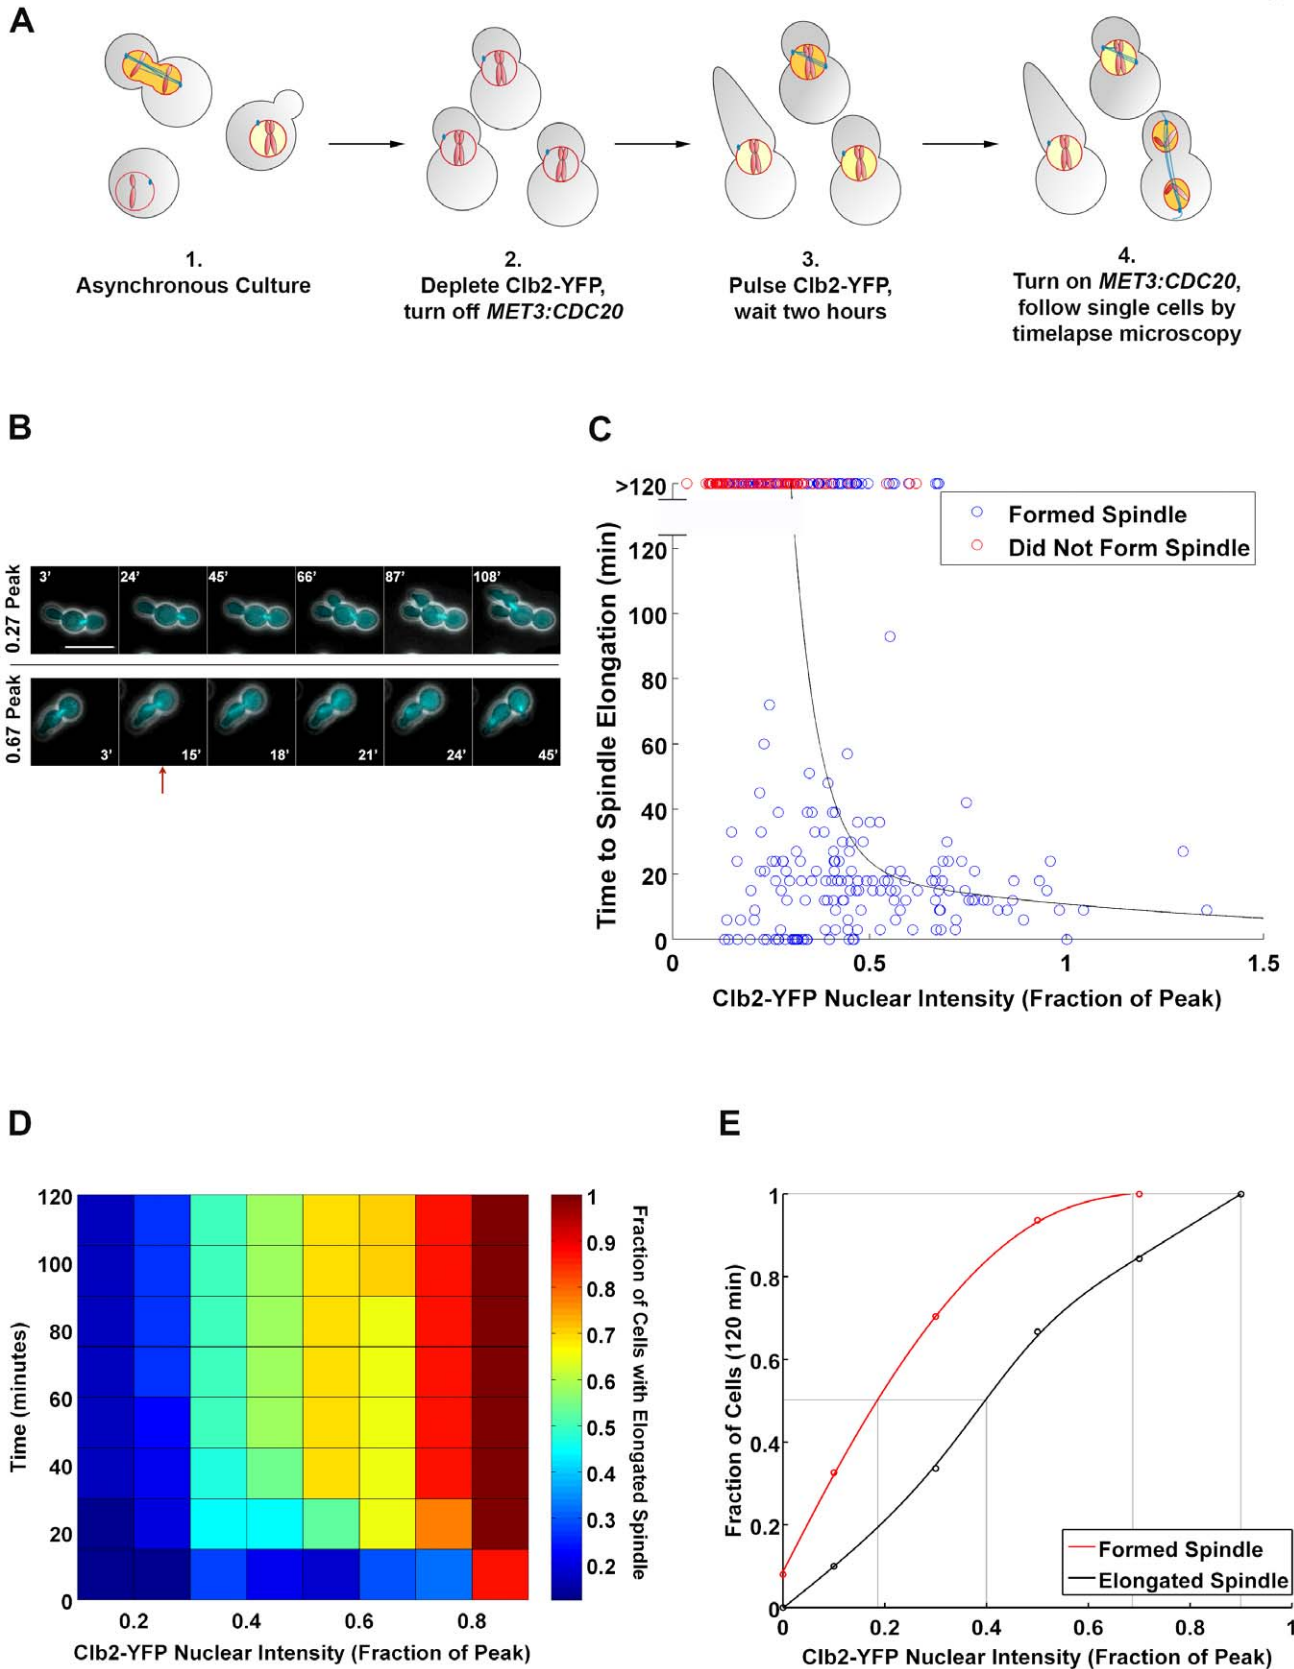 A
1.
Asynchronous Culture
2.
Deplete Clb2-YFP,
turn off MET3:CDC20
3.
Pulse Clb2-YFP,
wait two hours
4.
Turn on MET3:CDC20,
follow single cells by
timelapse microscopy
B
0.27 Peak
3' 24' 45' 66' 87' 108'
0.67 Peak
3' 15' 18' 21' 24' 45'
C
Time to Spindle Elongation (min)
>120
120
100
80
60
40
20
0
0 0.5 1 1.5
Clb2-YFP Nuclear Intensity (Fraction of Peak)
Formed Spindle
Did Not Form Spindle
D
Time (minutes)
120
100
80
60
40
20
0
0.2 0.4 0.6 0.8
Clb2-YFP Nuclear Intensity (Fraction of Peak)
1
0.9
0.8
0.7
0.6
0.5
0.4
0.3
0.2
Fraction of Cells with Elongated Spindle
E
Fraction of Cells (120 min)
1
0.8
0.6
0.4
0.2
0
0 0.2 0.4 0.6 0.8 1
Clb2-YFP Nuclear Intensity (Fraction of Peak)
Formed Spindle
Elongated Spindle